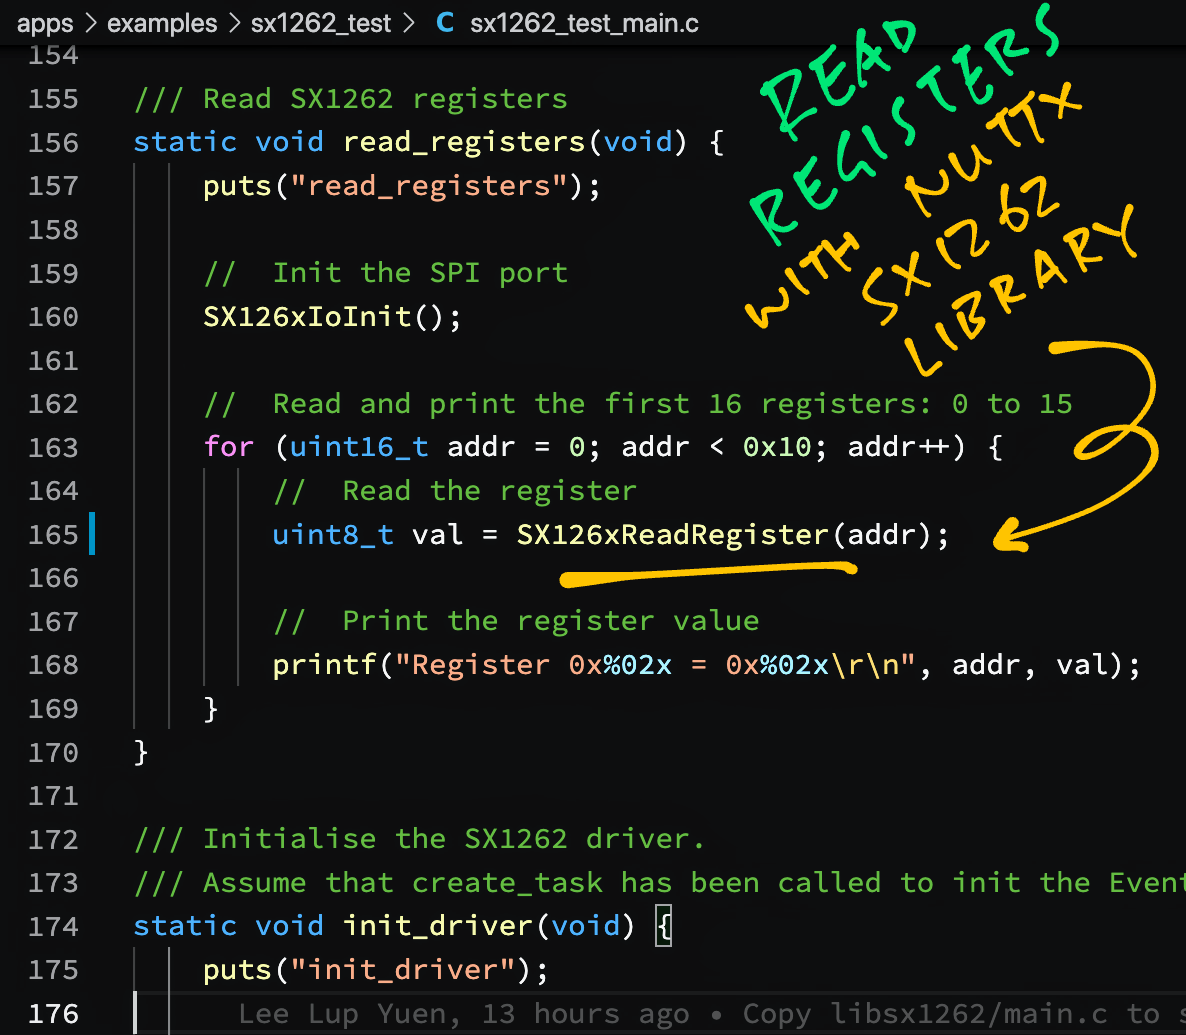 apps > examples > sx1262_test > C sx1262_test_main.c
154
155 /// Read SX1262 registers
156 static void read_registers(void) {
157 puts("read_registers");
158
159 //  Init the SPI port
160 SX126xIoInit();
161
162 //  Read and print the first 16 registers: 0 to 15
163 for (uint16_t addr = 0; addr < 0x10; addr++) {
164 //  Read the register
165 uint8_t val = SX126xReadRegister(addr);
166
167 //  Print the register value
168 printf("Register 0x%02x = 0x%02x\r\n", addr, val);
169 }
170 }
171
172 /// Initialise the SX1262 driver.
173 /// Assume that create_task has been called to init the Event
174 static void init_driver(void) {
175 puts("init_driver");
176 Lee Lup Yuen, 13 hours ago • Copy libsx1262/main.c to s
READ
REGISTERS
WITH NUTTX
SX1262
LIBRARY